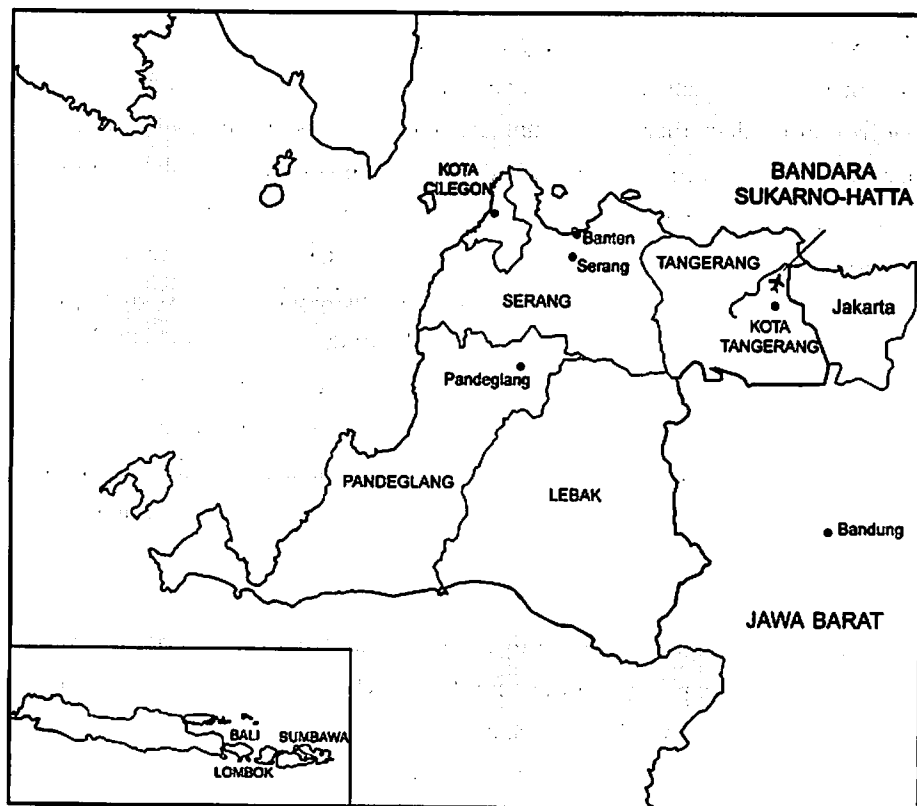 KOTA
CILEGON
BANDARA
SUKARNO-HATTA
Banten
Serang
TANGERANG
SERANG
Jakarta
KOTA
TANGERANG
Pandeglang
PANDEGLANG
LEBAK
Bandung
JAWA BARAT
BALI
SUMBAWA
LOMBOK